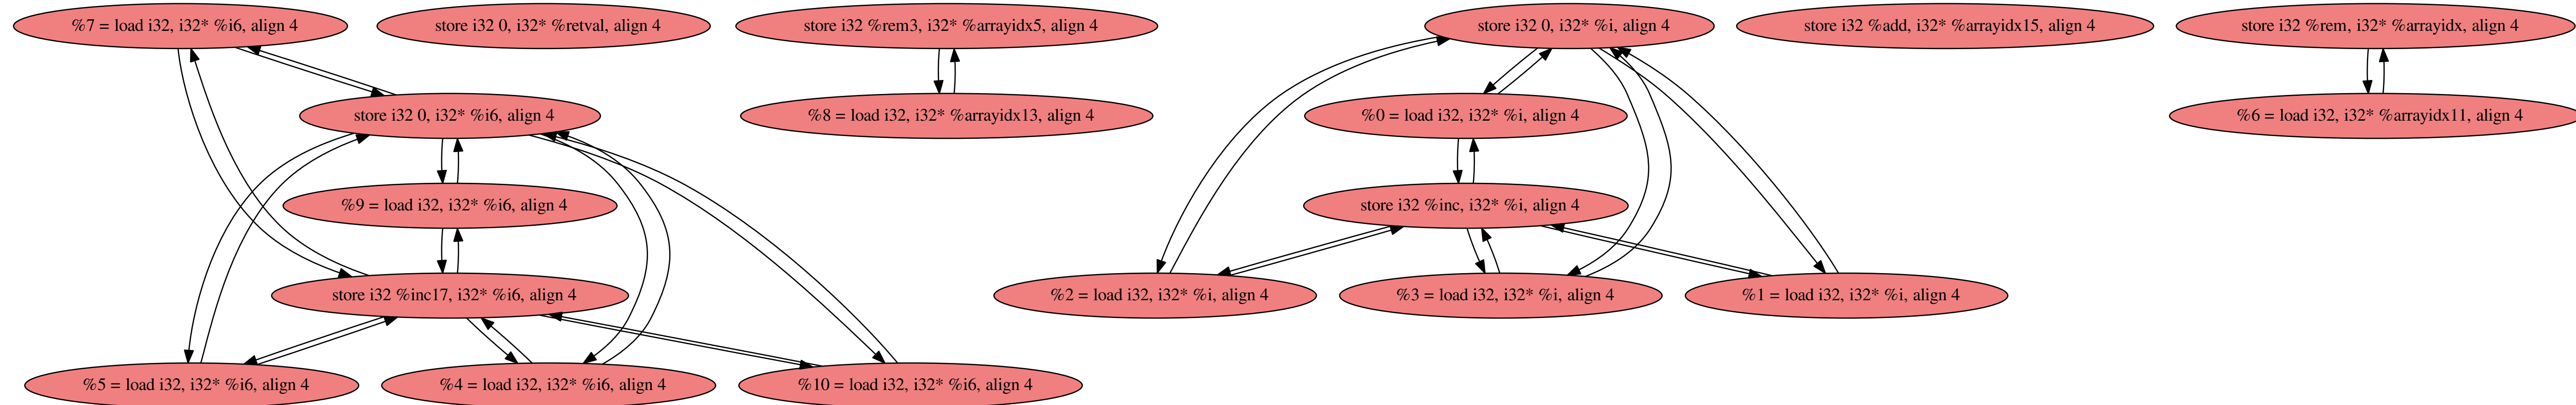 %7 = load i32, i32* %i6, align 4
store i32 0, i32* %retval, align 4
store i32 %rem3, i32* %arrayidx5, align 4
store i32 0, i32* %i, align 4
store i32 %add, i32* %arrayidx15, align 4
store i32 %rem, i32* %arrayidx, align 4
store i32 0, i32* %i6, align 4
%8 = load i32, i32* %arrayidx13, align 4
%0 = load i32, i32* %i, align 4
%6 = load i32, i32* %arrayidx11, align 4
%9 = load i32, i32* %i6, align 4
store i32 %inc, i32* %i, align 4
store i32 %inc17, i32* %i6, align 4
%2 = load i32, i32* %i, align 4
%3 = load i32, i32* %i, align 4
%1 = load i32, i32* %i, align 4
%5 = load i32, i32* %i6, align 4
%4 = load i32, i32* %i6, align 4
%10 = load i32, i32* %i6, align 4